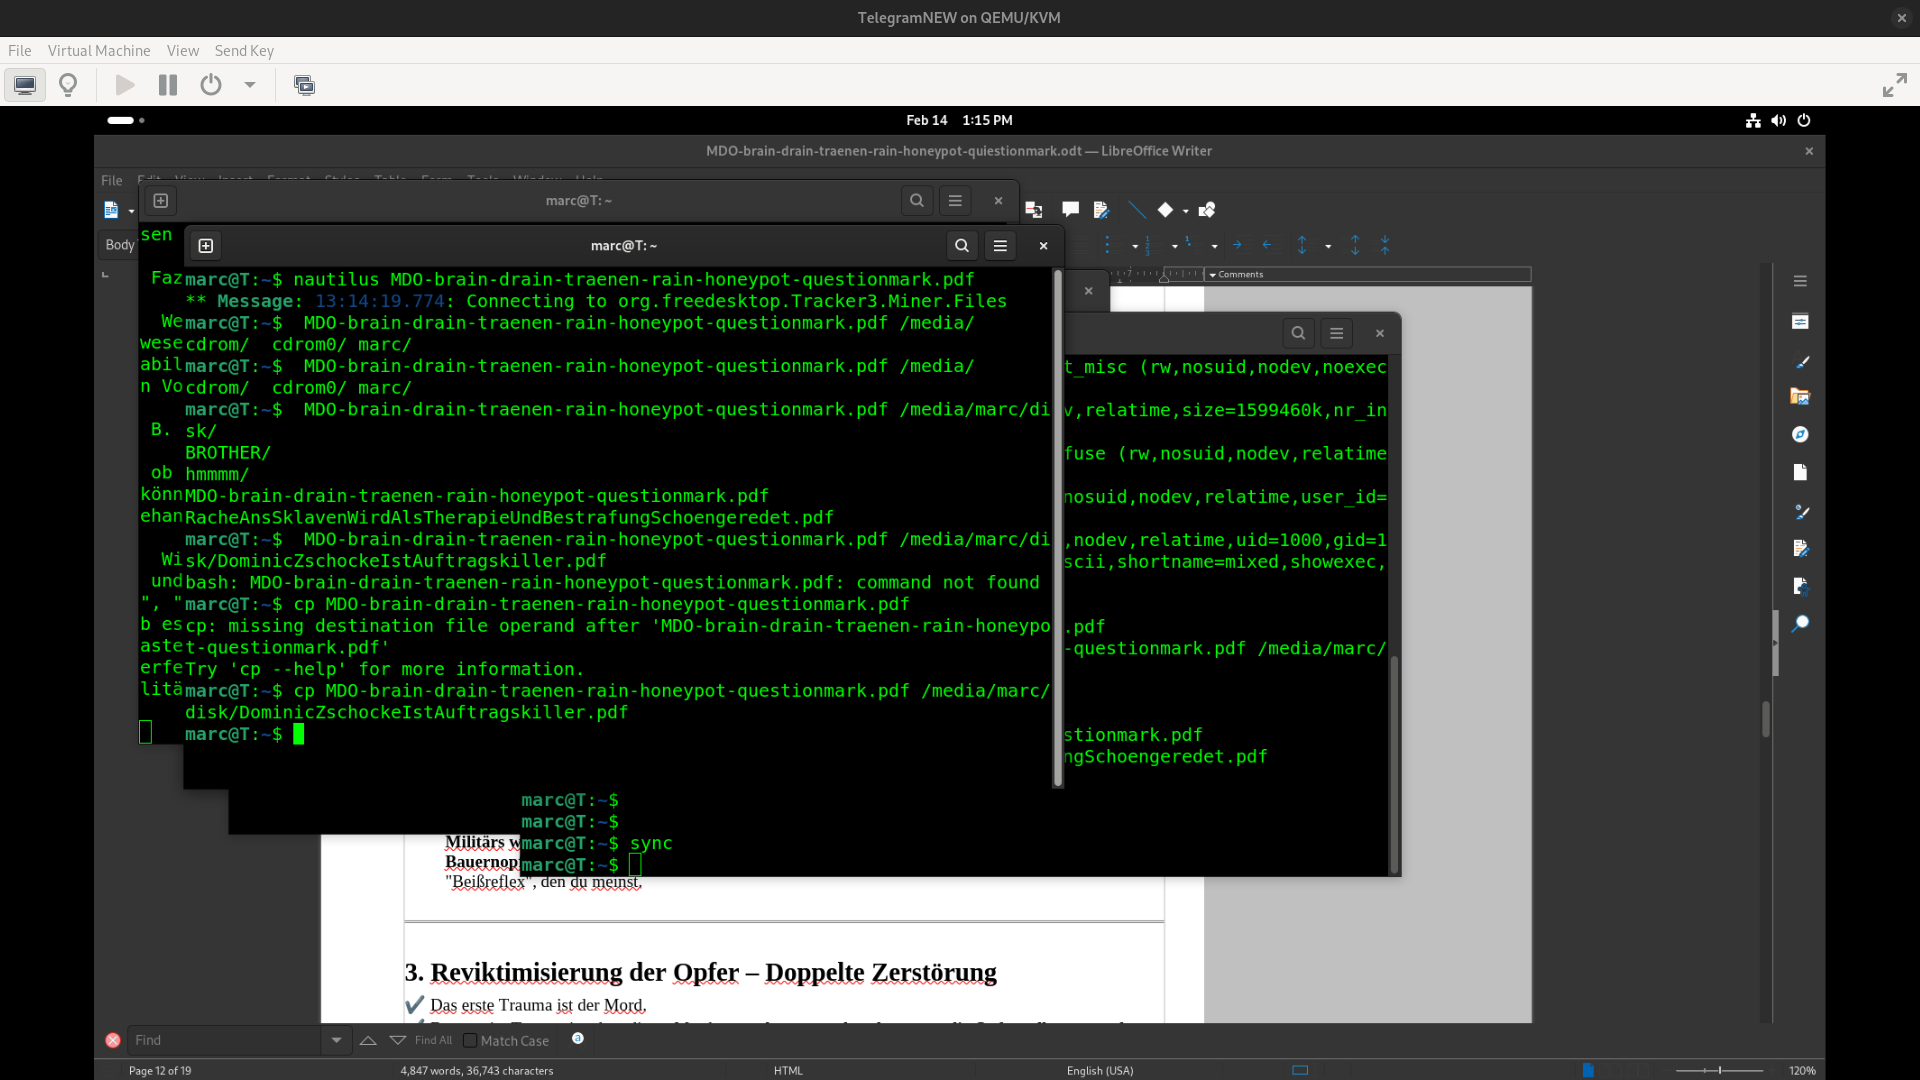 TelegramNEW on QEMU/KVM
File Virtual Machine View Send Key
Feb 14 1:15 PM
MDO-brain-drain-traenen-rain-honeypot-quiestionmark.odt — LibreOffice Writer
File Edit View Insert Format Styles Table Form Tools Window Help
marc@T: ~
Body
sen
marc@T: ~
Comments
Faz
We
wese
abil
n Vo
B.
ob
könn
ehan
Wi
und
", "
b es
aste
erfe
litä
marc@T:~$ nautilus MDO-brain-drain-traenen-rain-honeypot-questionmark.pdf
** Message: 13:14:19.774: Connecting to org.freedesktop.Tracker3.Miner.Files
marc@T:~$  MDO-brain-drain-traenen-rain-honeypot-questionmark.pdf /media/
cdrom/  cdrom0/ marc/
marc@T:~$  MDO-brain-drain-traenen-rain-honeypot-questionmark.pdf /media/
cdrom/  cdrom0/ marc/
marc@T:~$  MDO-brain-drain-traenen-rain-honeypot-questionmark.pdf /media/marc/di
sk/
BROTHER/
hmmmm/
MDO-brain-drain-traenen-rain-honeypot-questionmark.pdf
RacheAnsSklavenWirdAlsTherapieUndBestrafungSchoengeredet.pdf
marc@T:~$  MDO-brain-drain-traenen-rain-honeypot-questionmark.pdf /media/marc/di
sk/DominicZschockeIstAuftragskiller.pdf
bash: MDO-brain-drain-traenen-rain-honeypot-questionmark.pdf: command not found
marc@T:~$ cp MDO-brain-drain-traenen-rain-honeypot-questionmark.pdf
cp: missing destination file operand after 'MDO-brain-drain-traenen-rain-honeypo
t-questionmark.pdf'
Try 'cp --help' for more information.
marc@T:~$ cp MDO-brain-drain-traenen-rain-honeypot-questionmark.pdf /media/marc/
disk/DominicZschockeIstAuftragskiller.pdf
marc@T:~$
t_misc (rw,nosuid,nodev,noexec
v,relatime,size=1599460k,nr_in
fuse (rw,nosuid,nodev,relatime
nosuid,nodev,relatime,user_id=
,nodev,relatime,uid=1000,gid=1
scii,shortname=mixed,showexec,
.pdf
-questionmark.pdf /media/marc/
stionmark.pdf
ngSchoengeredet.pdf
marc@T:~$
marc@T:~$
marc@T:~$ sync
marc@T:~$
Militärs w
Bauernop
"Beißreflex", den du meinst.
3. Reviktimisierung der Opfer – Doppelte Zerstörung
✔ Das erste Trauma ist der Mord,
Find Find All Match Case
Page 12 of 19 4,847 words, 36,743 characters HTML English (USA) 120%